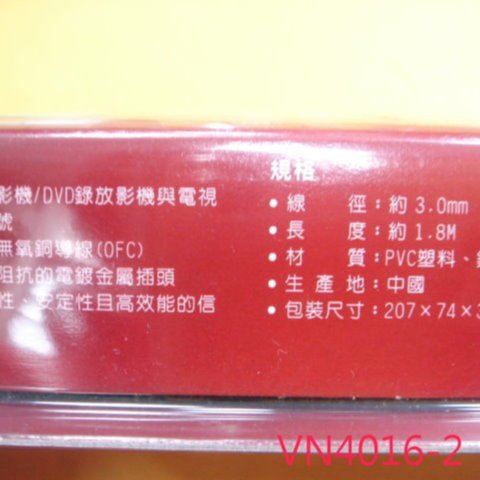 影機/DVD錄放影機與電視
號
無氧銅導線(OFC)
阻抗的電鍍金屬插頭
性、安定性且高效能的信
規格
• 線 徑：約 3.0mm
• 長 度：約 1.8M
• 材 質：PVC塑料、
• 生 產 地：中國
• 包裝尺寸：207×74×3
VN4016-2